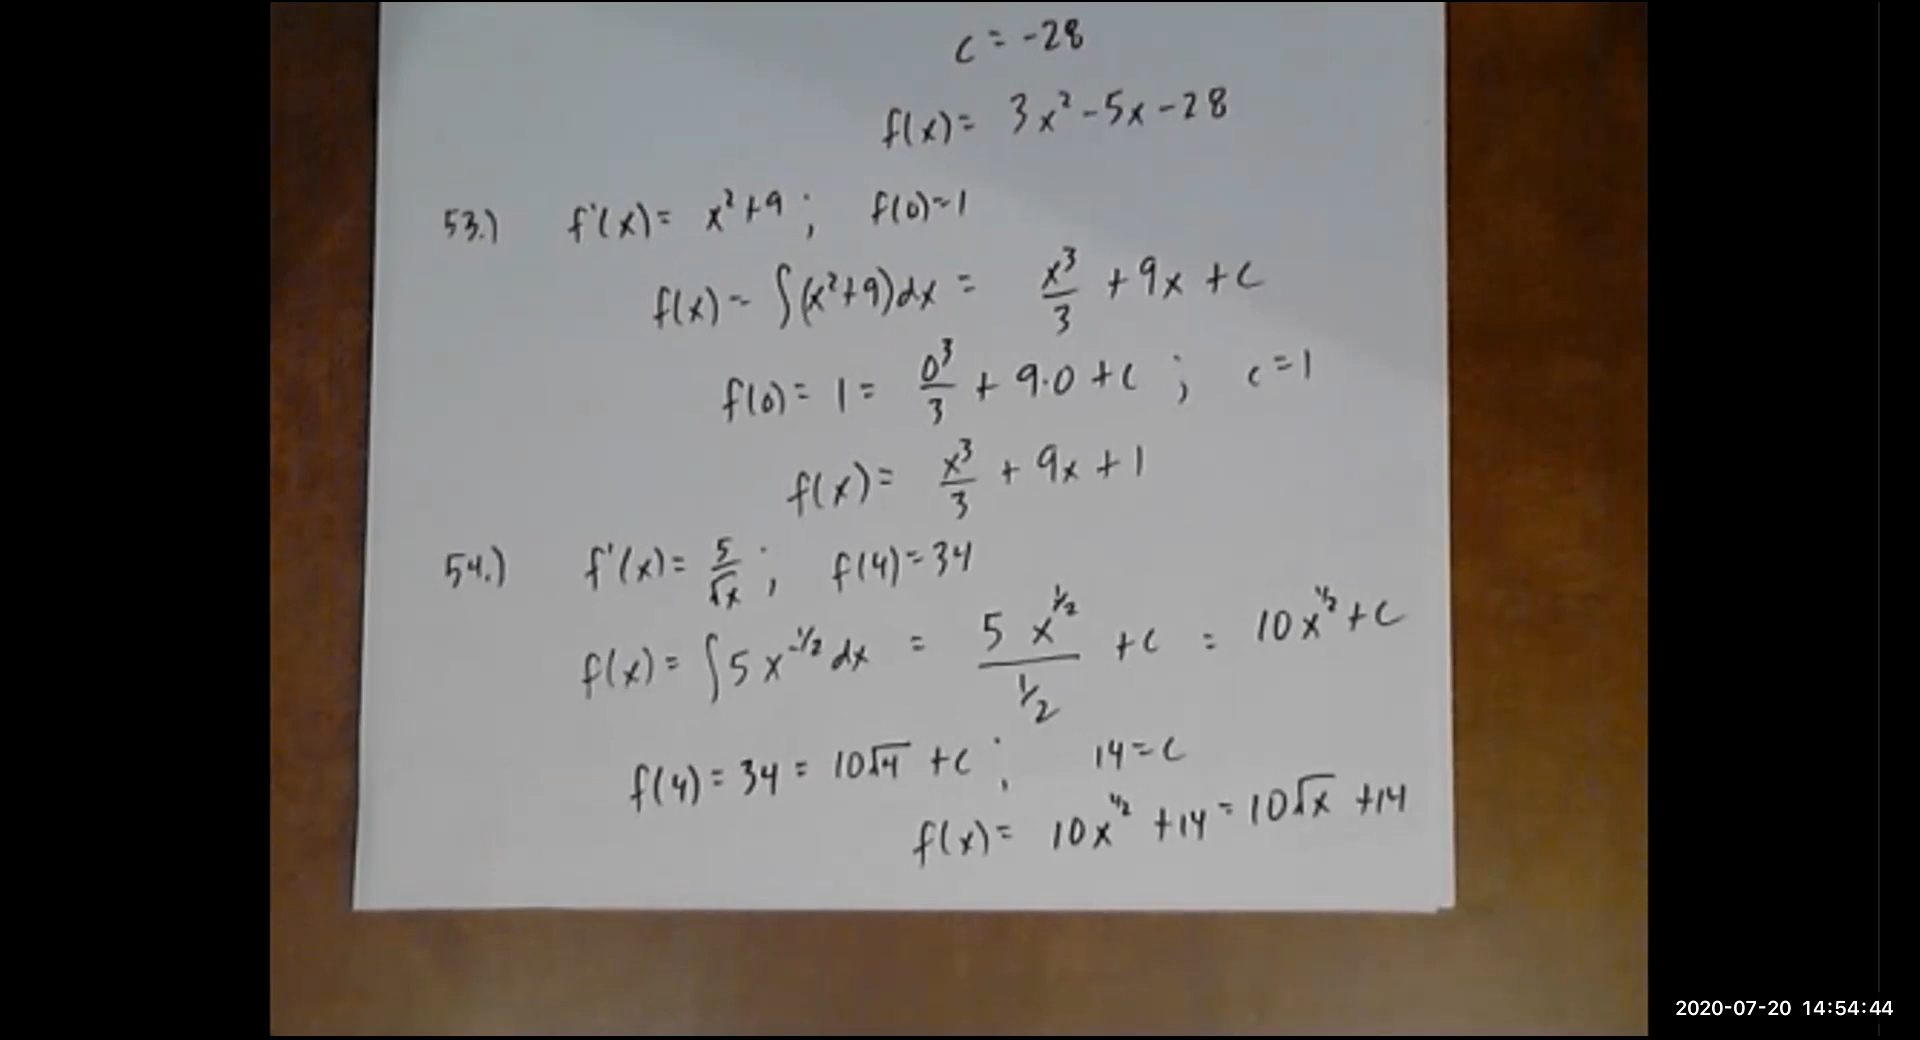 c = -28
f(x) = 3x² - 5x - 28
53.) f'(x) = x² + 9 ; f(0) = 1
f(x) = ∫(x² + 9)dx = x³/3 + 9x + c
f(0) = 1 = 0³/3 + 9·0 + c ; c = 1
f(x) = x³/3 + 9x + 1
54.) f'(x) = 5/√x ; f(4) = 34
f(x) = ∫5x^(-1/2) dx = 5x^(1/2)/(1/2) + c = 10x^(1/2) + c
f(4) = 34 = 10√4 + c ; 14 = c
f(x) = 10x^(1/2) + 14 = 10√x + 14
2020-07-20 14:54:44